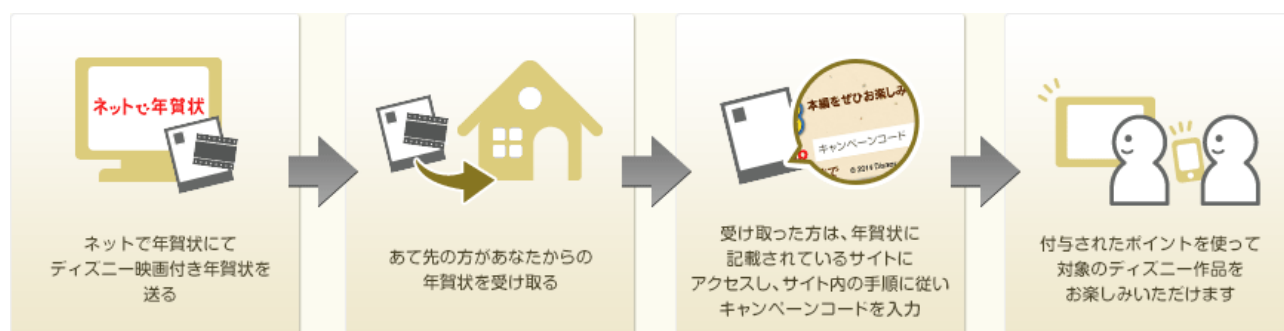 ネットで年賀状
ネットで年賀状にて
ディズニー映画付き年賀状を
送る
あて先の方があなたからの
年賀状を受け取る
本編をぜひお楽しみ
キャンペーンコード
© 2014 Disney
受け取った方は、年賀状に
記載されているサイトに
アクセスし、サイト内の手順に従い
キャンペーンコードを入力
付与されたポイントを使って
対象のディズニー作品を
お楽しみいただけます